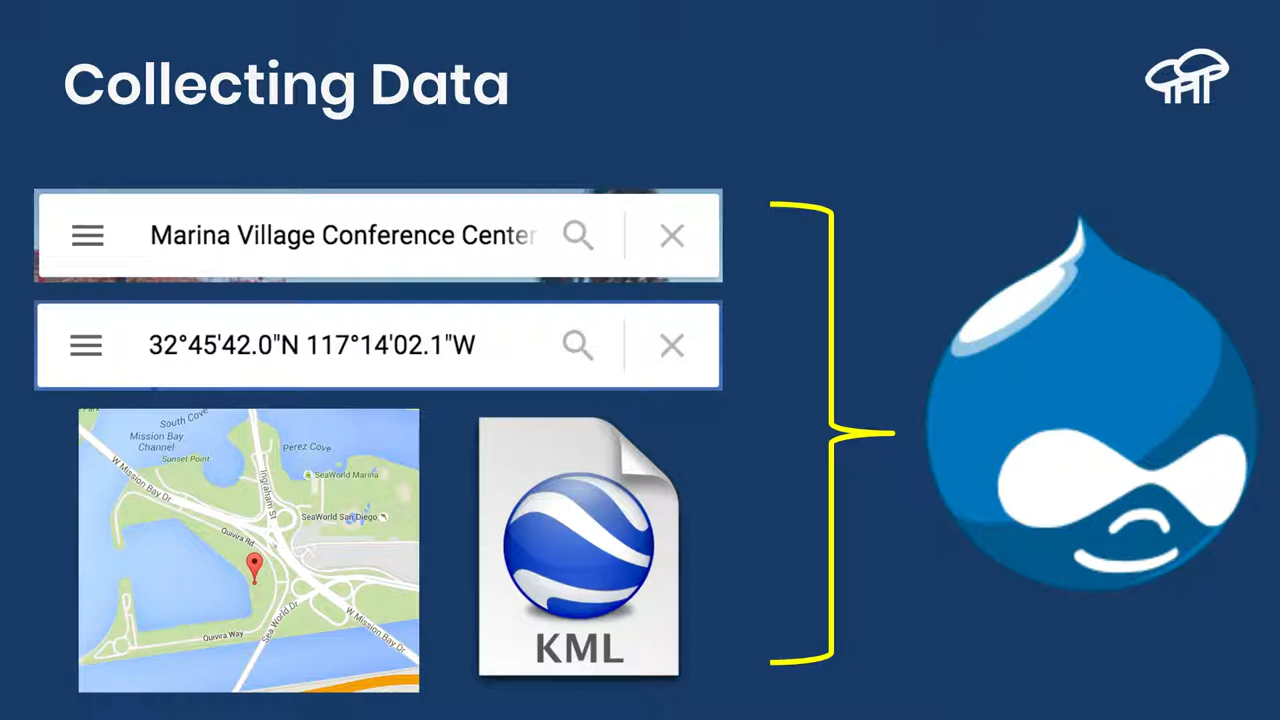 Collecting Data
Marina Village Conference Center
32°45'42.0"N 117°14'02.1"W
Park
South Cove
Mission Bay
Channel
Perez Cove
Sunset Point
W Mission Bay Dr
Ingraham St
SeaWorld Marina
SeaWorld San Diego
Quivira Rd
Sea World Dr
W Mission Bay Dr
Quivira Way
KML